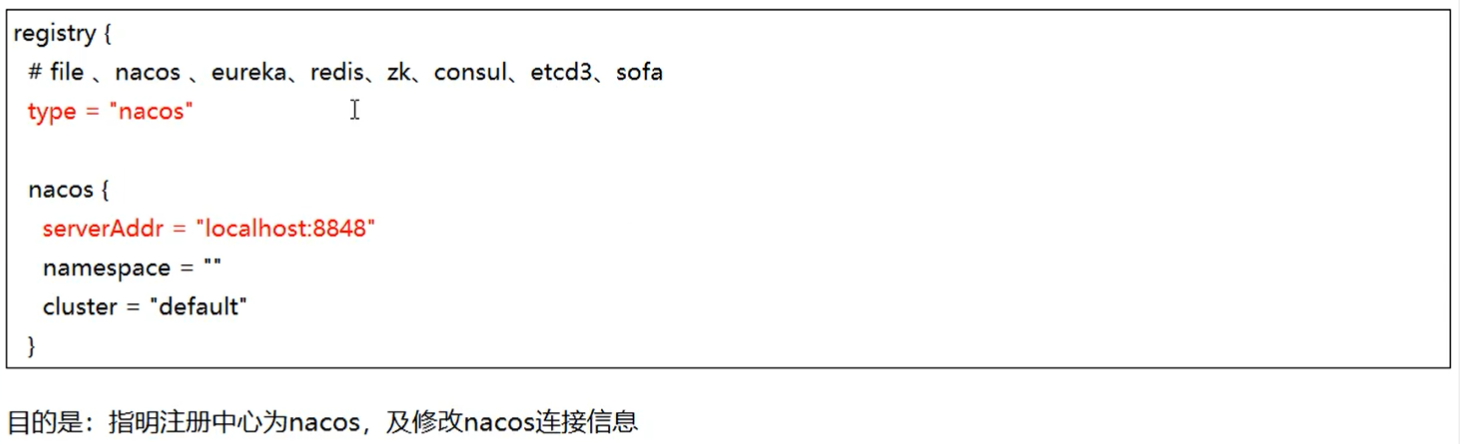 registry {
# file 、nacos 、eureka、redis、zk、consul、etcd3、sofa
type = "nacos"
nacos {
serverAddr = "localhost:8848"
namespace = ""
cluster = "default"
}
目的是：指明注册中心为nacos，及修改nacos连接信息